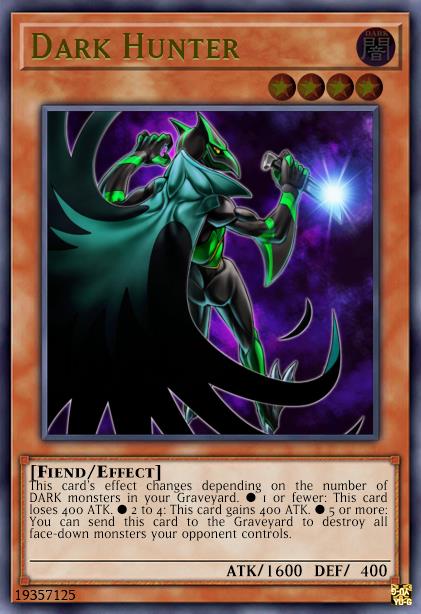 Dark Hunter
DARK
闇
[Fiend/Effect]
This card's effect changes depending on the number of
DARK monsters in your Graveyard. ● 1 or fewer: This card
loses 400 ATK. ● 2 to 4: This card gains 400 ATK. ● 5 or more:
You can send this card to the Graveyard to destroy all
face-down monsters your opponent controls.
ATK/1600 DEF/ 400
19357125